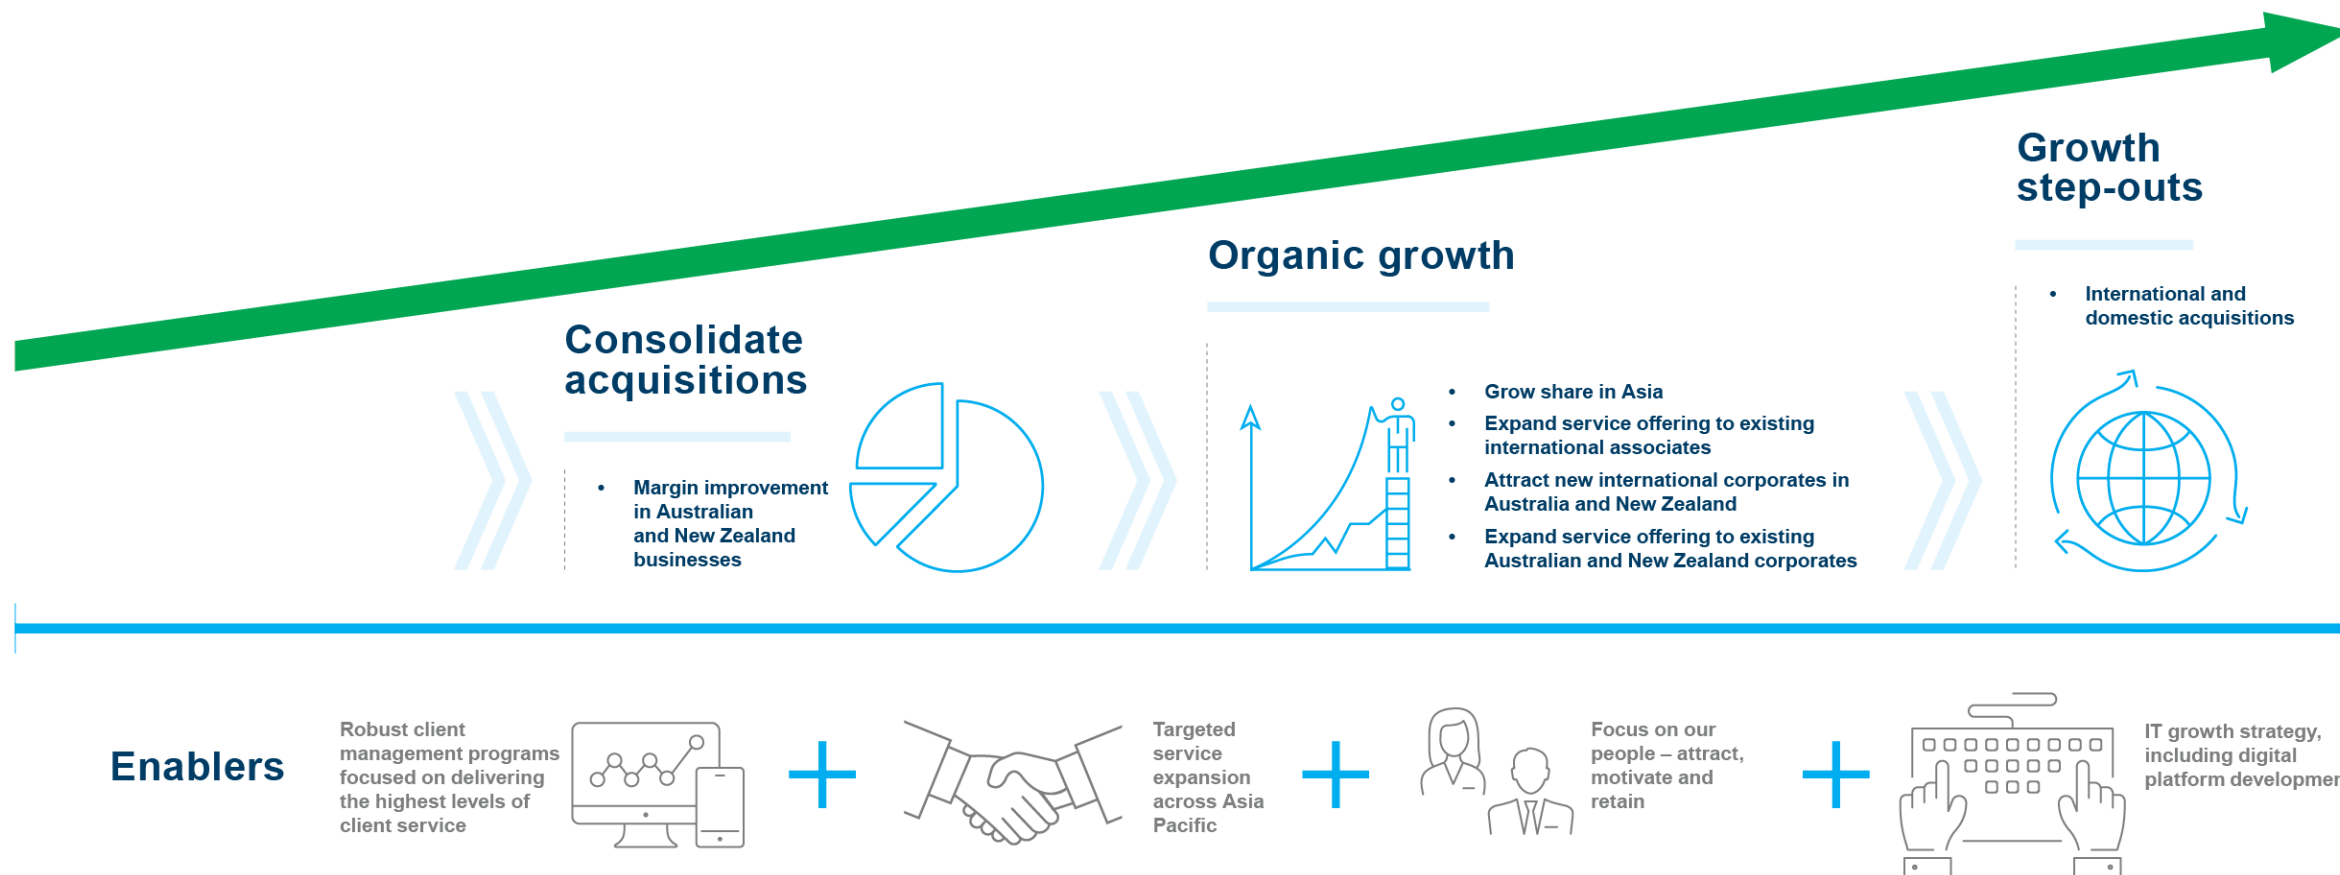 Growth
step-outs
• International and
domestic acquisitions
Organic growth
• Grow share in Asia
• Expand service offering to existing
international associates
• Attract new international corporates in
Australia and New Zealand
• Expand service offering to existing
Australian and New Zealand corporates
Consolidate
acquisitions
• Margin improvement
in Australian
and New Zealand
businesses
Enablers
Robust client
management programs
focused on delivering
the highest levels of
client service
Targeted
service
expansion
across Asia
Pacific
Focus on our
people – attract,
motivate and
retain
IT growth strategy,
including digital
platform developmen